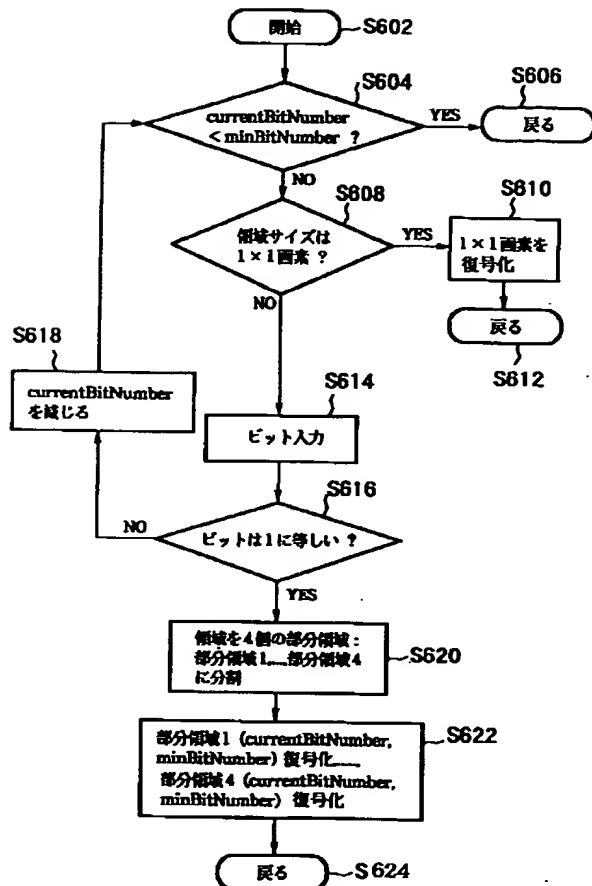 開始
S602
S604
currentBitNumber
< minBitNumber ?
YES
S606
戻る
NO
S608
領域サイズは
1×1画素 ?
YES
S610
1×1画素を
復号化
NO
戻る
S612
S618
currentBitNumber
を減じる
S614
ビット入力
S616
ビットは1に等しい ?
NO
YES
領域を4個の部分領域:
部分領域1,....部分領域4
に分割
S620
部分領域1 (currentBitNumber,
minBitNumber) 復号化.....
部分領域4 (currentBitNumber,
minBitNumber) 復号化
S622
戻る
S624